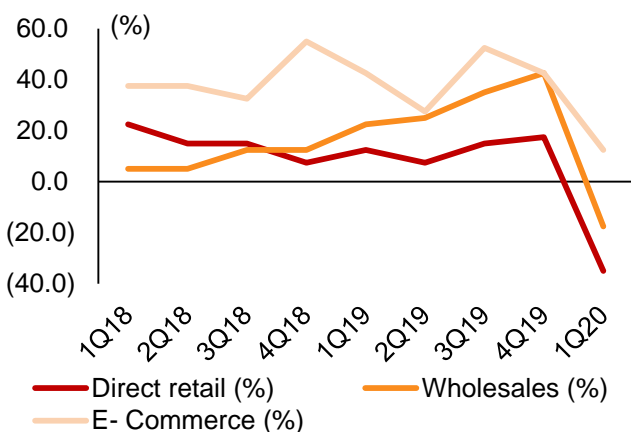 (%)
60.0
40.0
20.0
0.0
(20.0)
(40.0)
1Q18
2Q18
3Q18
4Q18
1Q19
2Q19
3Q19
4Q19
1Q20
Direct retail (%)
Wholesales (%)
E- Commerce (%)